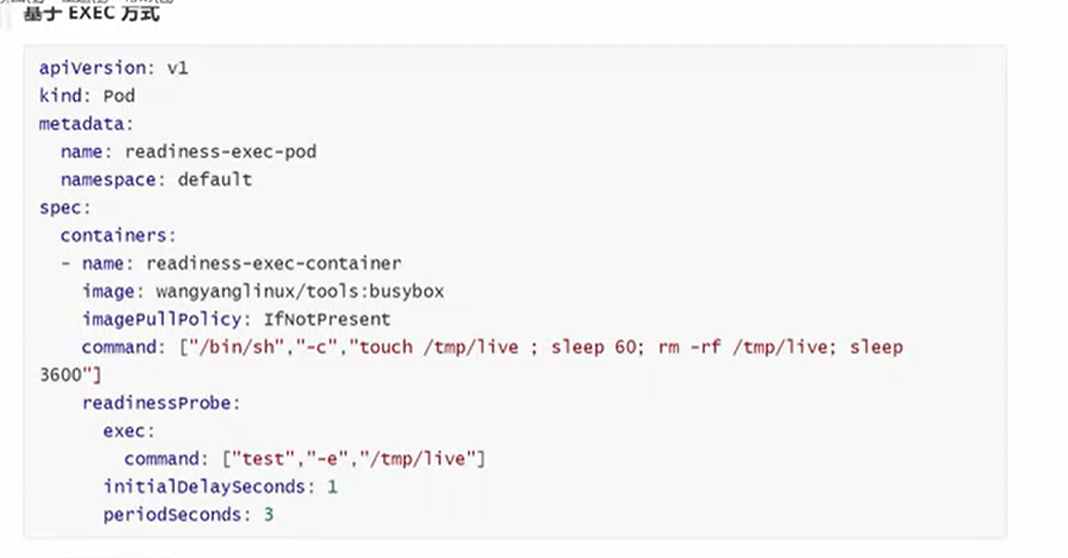 基于 EXEC 方式
apiVersion: v1
kind: Pod
metadata:
  name: readiness-exec-pod
  namespace: default
spec:
  containers:
  - name: readiness-exec-container
    image: wangyanglinux/tools:busybox
    imagePullPolicy: IfNotPresent
    command: ["/bin/sh","-c","touch /tmp/live ; sleep 60; rm -rf /tmp/live; sleep
3600"]
    readinessProbe:
      exec:
        command: ["test","-e","/tmp/live"]
      initialDelaySeconds: 1
      periodSeconds: 3